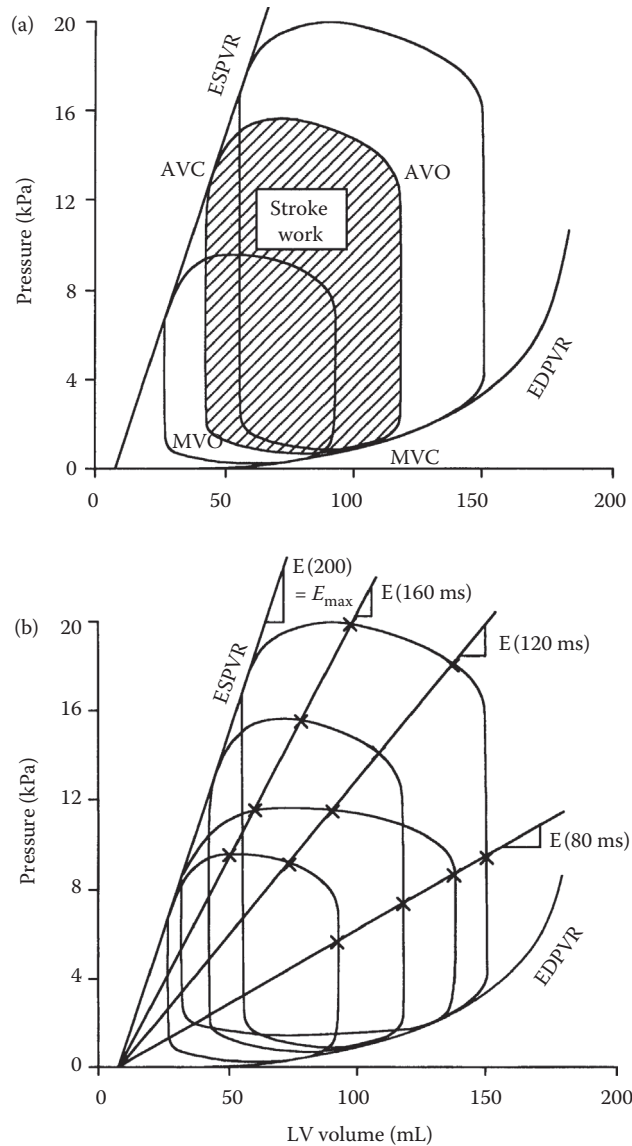 (a)
20
16
12
8
4
0
Pressure (kPa)
ESPVR
AVC
AVO
Stroke
work
MVO
MVC
EDPVR
0
50
100
150
200
(b)
E (200)
= Emax
E (160 ms)
E (120 ms)
E (80 ms)
20
16
12
8
4
0
Pressure (kPa)
ESPVR
EDPVR
0
50
100
150
200
LV volume (mL)